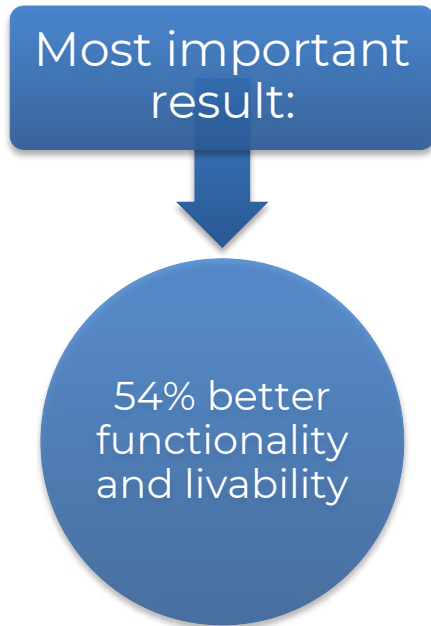 Most important
result:
54% better
functionality
and livability